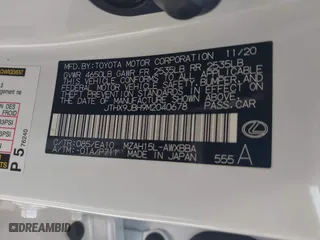 MFD. BY: TOYOTA MOTOR CORPORATION 11/20
GVWR 4650LB GAWR FR 2535LB RR 2535LB
THIS VEHICLE CONFORMS TO ALL APPLICABLE
FEDERAL MOTOR VEHICLE SAFETY, BUMPER, AND
THEFT PREVENTION STANDARDS IN EFFECT ON
THE DATE OF MANUFACTURE SHOWN ABOVE.
JTHX9JBH9M2040678 PASS. CAR
C/TR: 085/EA10 MZAH15L-AWXBBA
A/TM: -01A/
MADE IN JAPAN 555 A
P 5
76240